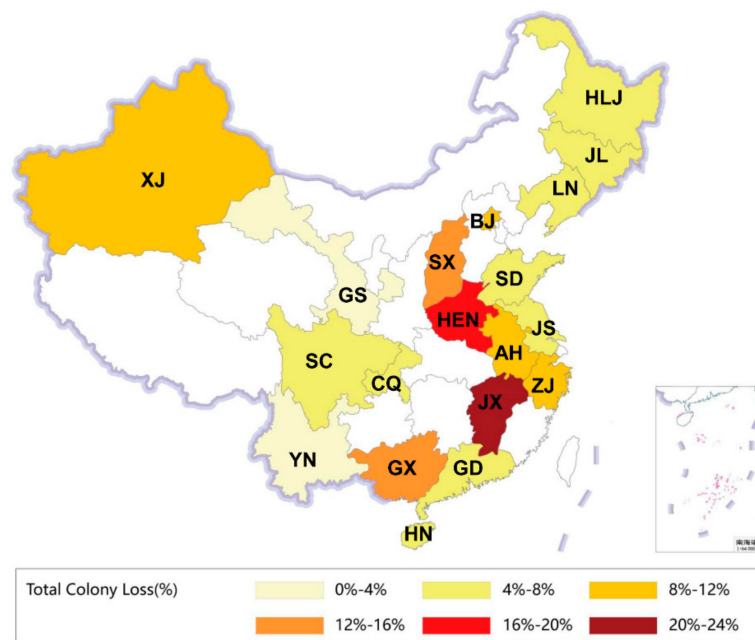 HLJ
JL
XJ
LN
BJ
SX
SD
GS
HEN
JS
SC
AH
CQ
ZJ
JX
YN
GX
GD
HN
Total Colony Loss(%)
0%-4%
4%-8%
8%-12%
12%-16%
16%-20%
20%-24%